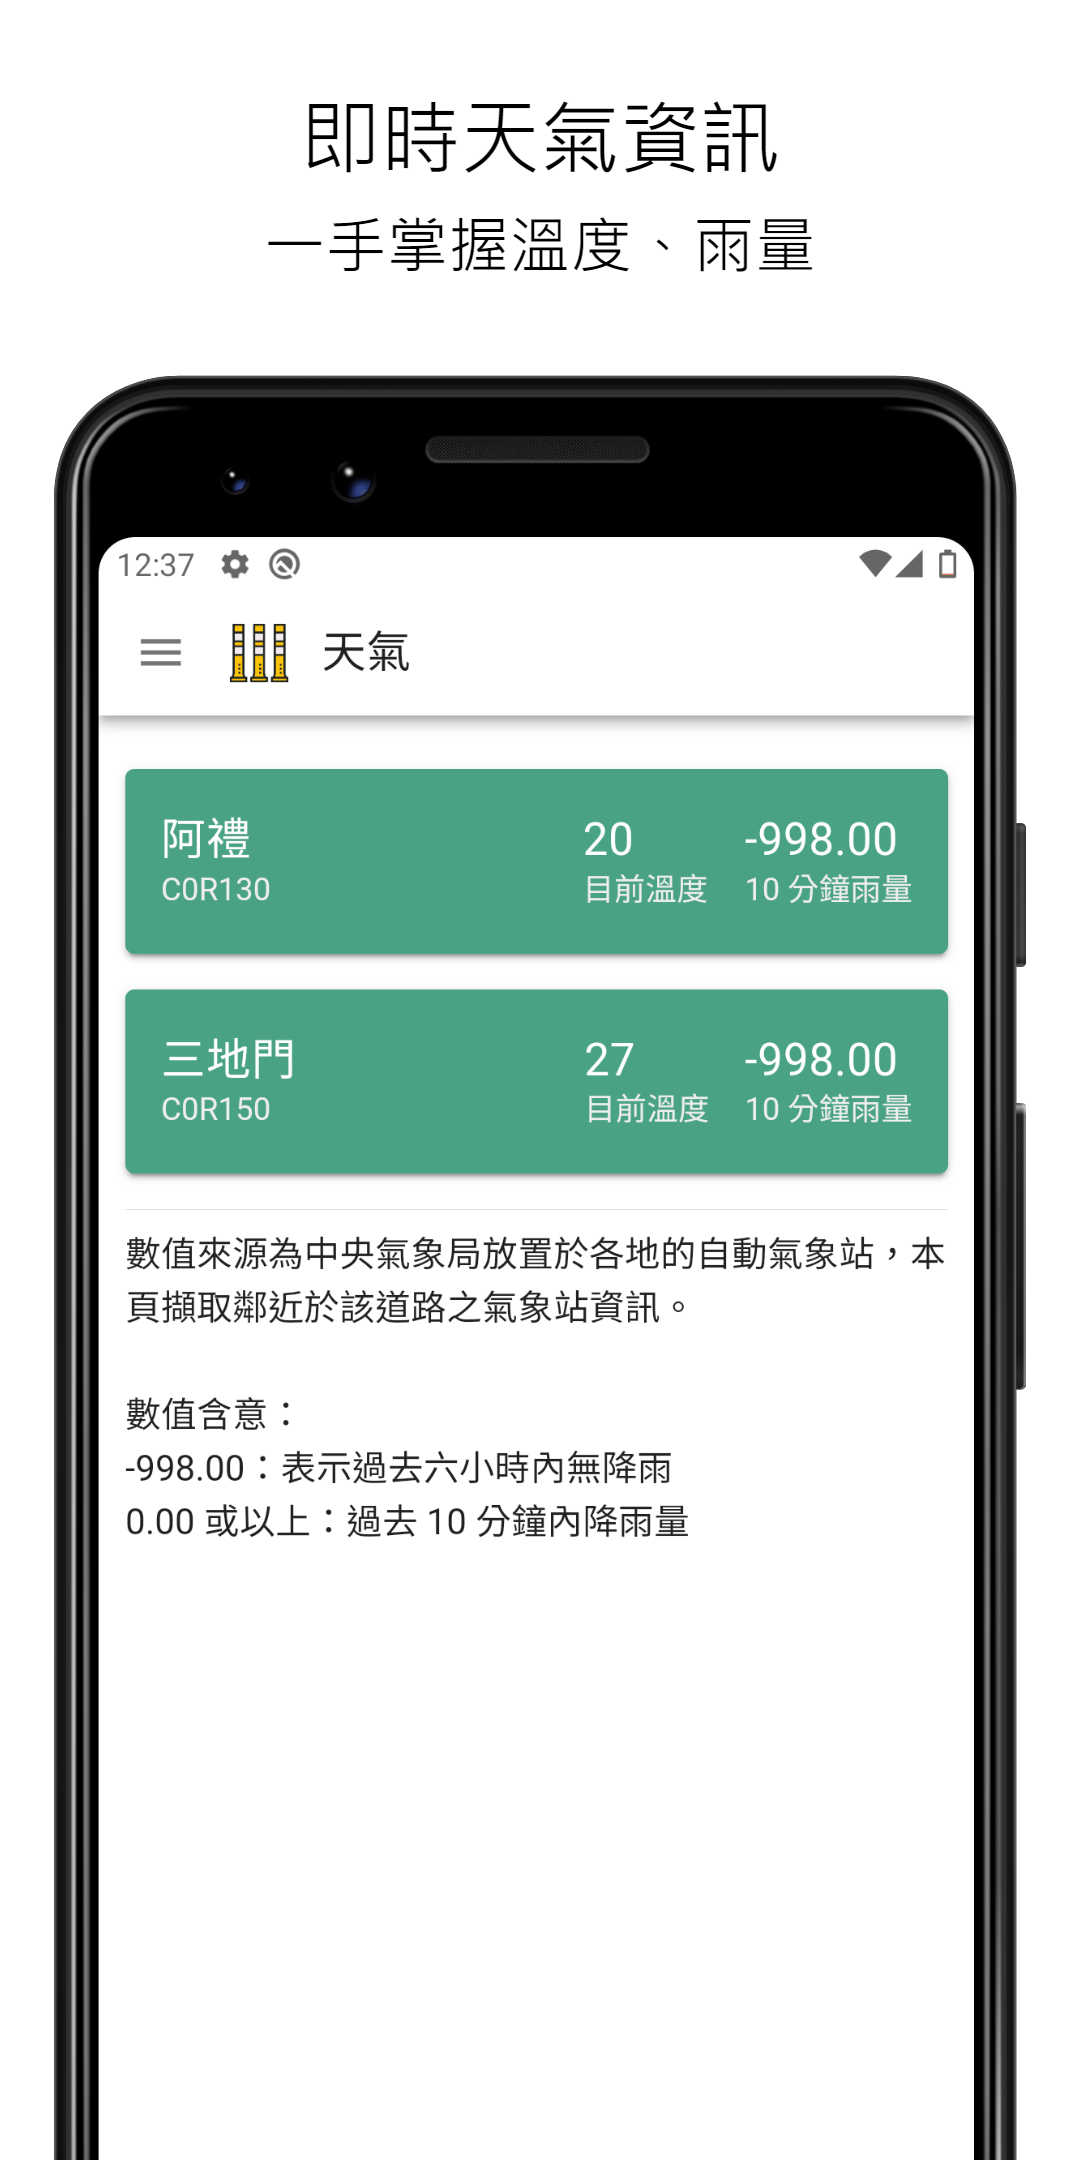 即時天氣資訊
一手掌握溫度、雨量
12:37
天氣
阿禮 20 -998.00
C0R130 目前溫度 10 分鐘雨量
三地門 27 -998.00
C0R150 目前溫度 10 分鐘雨量
數值來源為中央氣象局放置於各地的自動氣象站，本
頁擷取鄰近於該道路之氣象站資訊。
數值含意：
-998.00：表示過去六小時內無降雨
0.00 或以上：過去 10 分鐘內降雨量